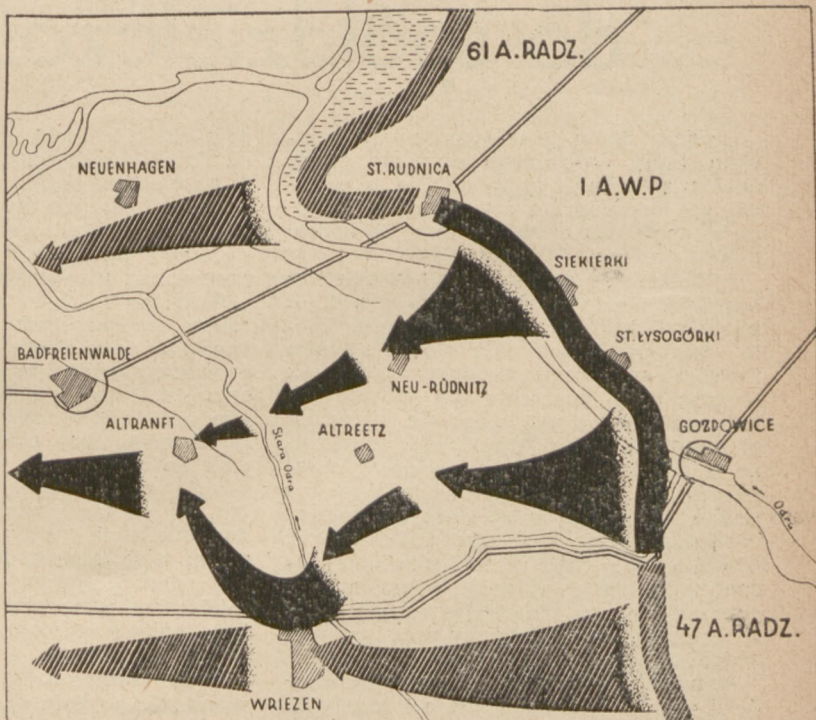 61 A.RADZ.
NEUENHAGEN
ST. RUDNICA
1 A.W.P.
SIEKIERKI
ST. ŁYSOGÓRKI
BADFREIENWALDE
NEU-RÜDNITZ
ALTRANFT
ALTREETZ
GOZDOWICE
Stara Odra
Odra
47 A.RADZ.
WRIEZEN